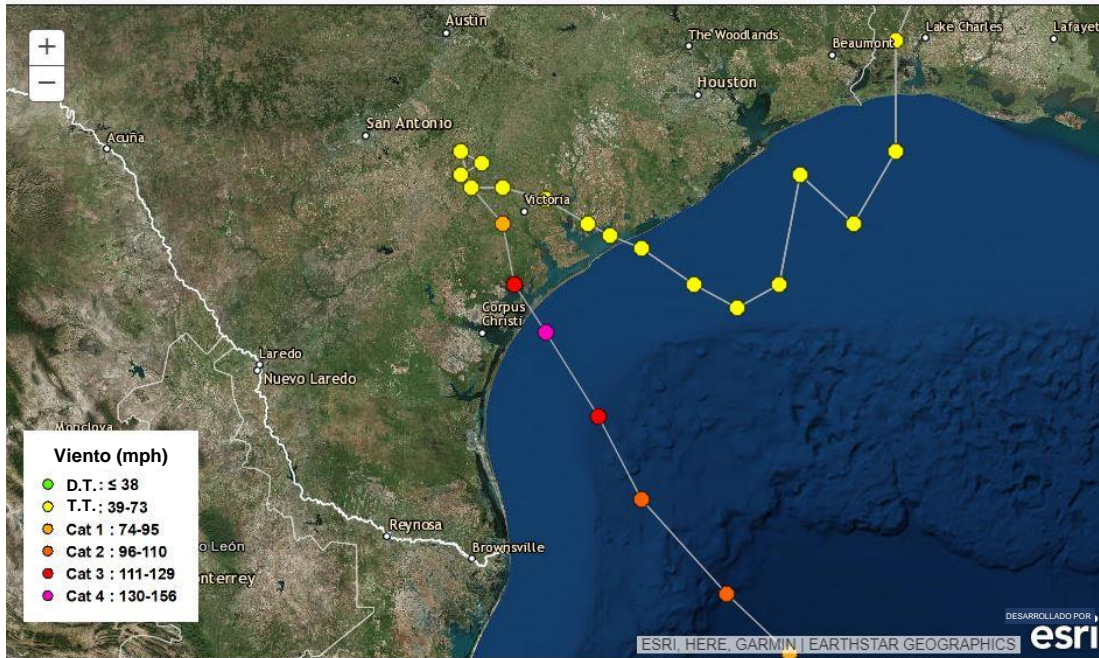 Austin
Lake Charles
Lafayet
The Woodlands
Beaumont
+
−
Houston
San Antonio
Acuña
Victoria
Corpus
Christi
Laredo
Nuevo Laredo
Monclova
Viento (mph)
D.T. : ≤ 38
T.T. : 39-73
Cat 1 : 74-95
Cat 2 : 96-110
Cat 3 : 111-129
Cat 4 : 130-156
Reynosa
Brownsville
o León
onterrey
DESARROLLADO POR
esri
ESRI, HERE, GARMIN | EARTHSTAR GEOGRAPHICS